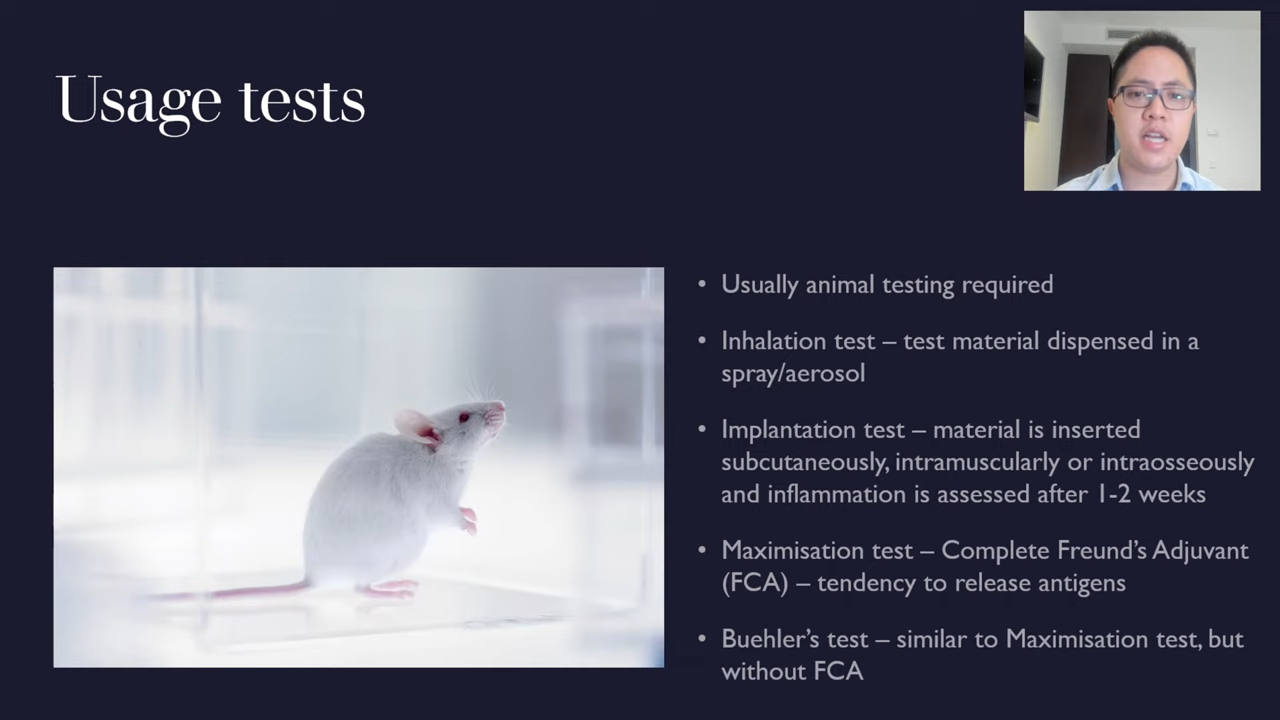 Usage tests
• Usually animal testing required
• Inhalation test – test material dispensed in a
spray/aerosol
• Implantation test – material is inserted
subcutaneously, intramuscularly or intraosseously
and inflammation is assessed after 1-2 weeks
• Maximisation test – Complete Freund’s Adjuvant
(FCA) – tendency to release antigens
• Buehler’s test – similar to Maximisation test, but
without FCA